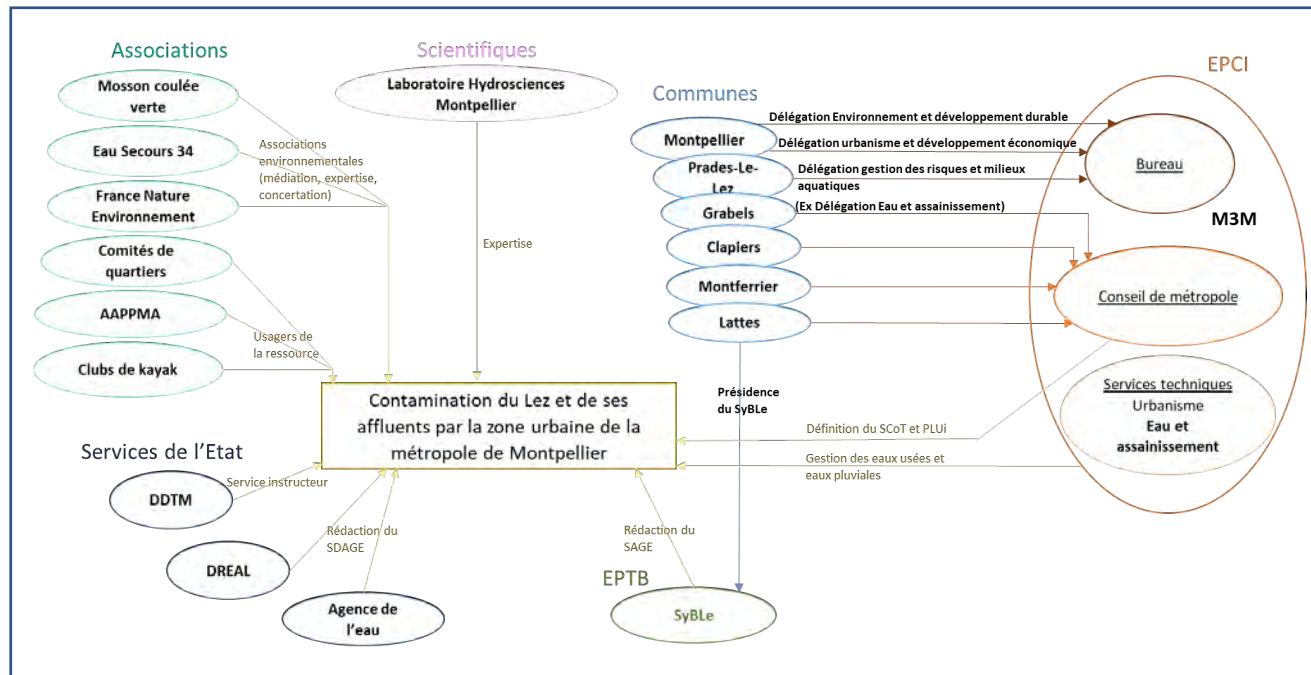 Associations
Mosson coulée
verte
Eau Secours 34
France Nature
Environnement
Comités de
quartiers
AAPPMA
Clubs de kayak
Associations
environnementales
(médiation, expertise,
concertation)
Usagers de
la ressource
Scientifiques
Laboratoire Hydrosciences
Montpellier
Expertise
Communes
Montpellier
Prades-Le-
Lez
Grabels
Clapiers
Montferrier
Lattes
Délégation Environnement et développement durable
Délégation urbanisme et développement économique
Délégation gestion des risques et milieux
aquatiques
(Ex Délégation Eau et assainissement)
EPCI
Bureau
M3M
Conseil de métropole
Services techniques
Urbanisme
Eau et
assainissement
Contamination du Lez et de ses
affluents par la zone urbaine de la
métropole de Montpellier
Présidence
du SyBLe
Définition du SCoT et PLUi
Gestion des eaux usées et
eaux pluviales
Services de l'Etat
DDTM
Service instructeur
DREAL
Rédaction du
SDAGE
Agence de
l'eau
Rédaction du
SAGE
EPTB
SyBLe